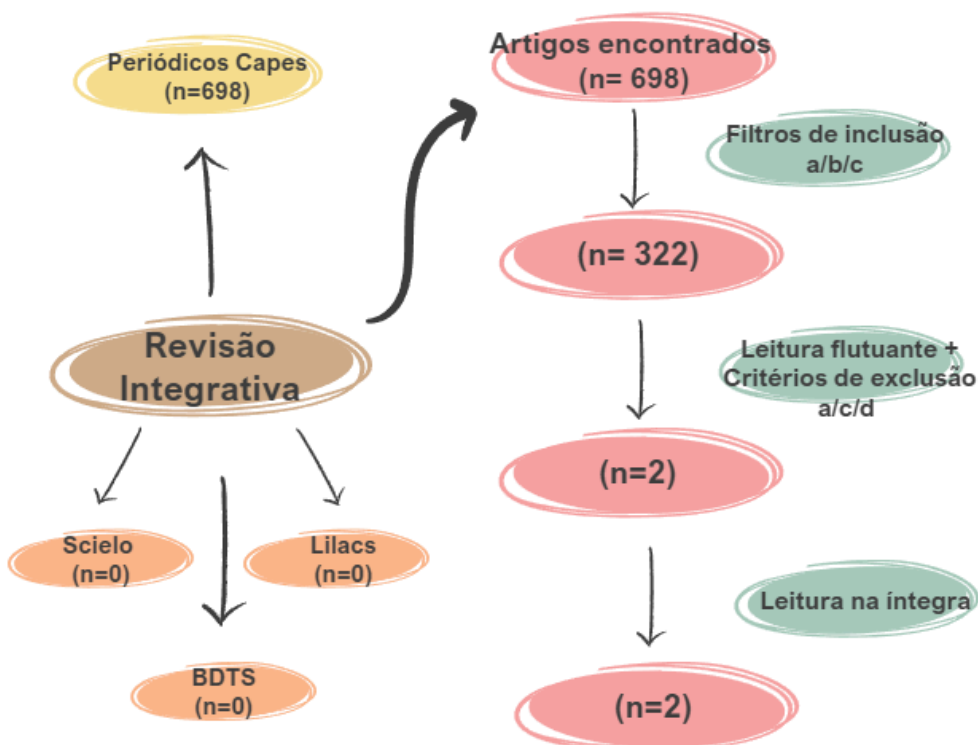 Periódicos Capes
(n=698)
Revisão
Integrativa
Scielo
(n=0)
Lilacs
(n=0)
BDTS
(n=0)
Artigos encontrados
(n= 698)
Filtros de inclusão
a/b/c
(n= 322)
Leitura flutuante +
Critérios de exclusão
a/c/d
(n=2)
Leitura na íntegra
(n=2)